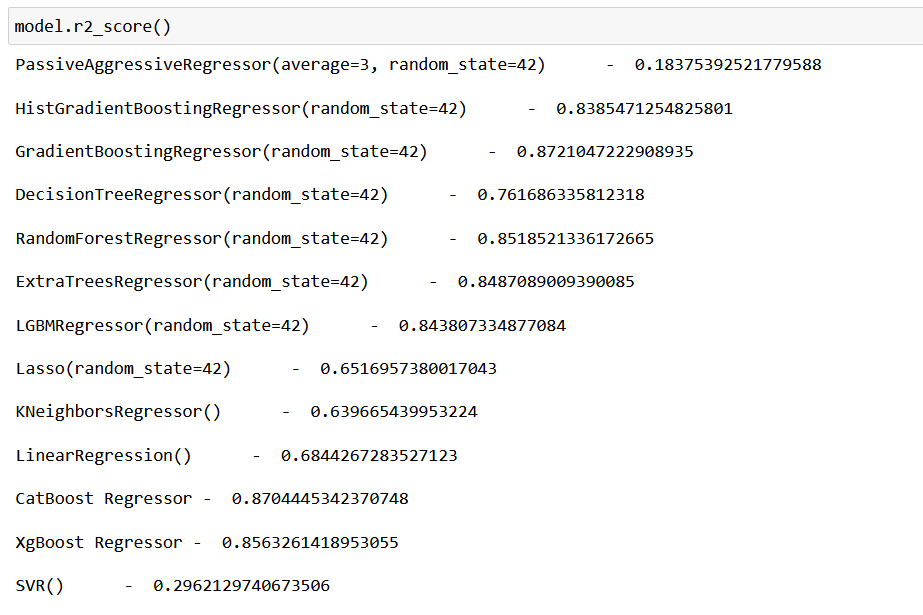 model.r2_score()
PassiveAggressiveRegressor(average=3, random_state=42) - 0.18375392521779588
HistGradientBoostingRegressor(random_state=42) - 0.8385471254825801
GradientBoostingRegressor(random_state=42) - 0.8721047222908935
DecisionTreeRegressor(random_state=42) - 0.761686335812318
RandomForestRegressor(random_state=42) - 0.8518521336172665
ExtraTreesRegressor(random_state=42) - 0.8487089009390085
LGBMRegressor(random_state=42) - 0.843807334877084
Lasso(random_state=42) - 0.6516957380017043
KNeighborsRegressor() - 0.639665439953224
LinearRegression() - 0.6844267283527123
CatBoost Regressor - 0.8704445342370748
XgBoost Regressor - 0.8563261418953055
SVR() - 0.2962129740673506